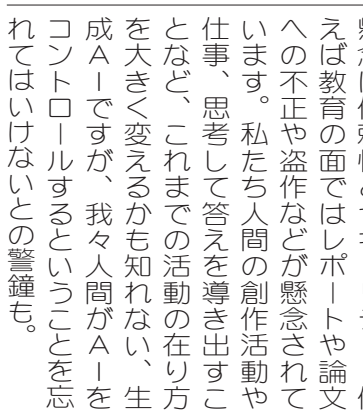 えば教育の面ではレポートや論文
への不正や盗作などが懸念されて
います。私たち人間の創作活動や
仕事、思考して答えを導き出すこ
となど、これまでの活動の在り方
を大きく変えるかも知れない、生
成AIですが、我々人間がAIを
コントロールするということを忘
れてはいけないとの警鐘も。